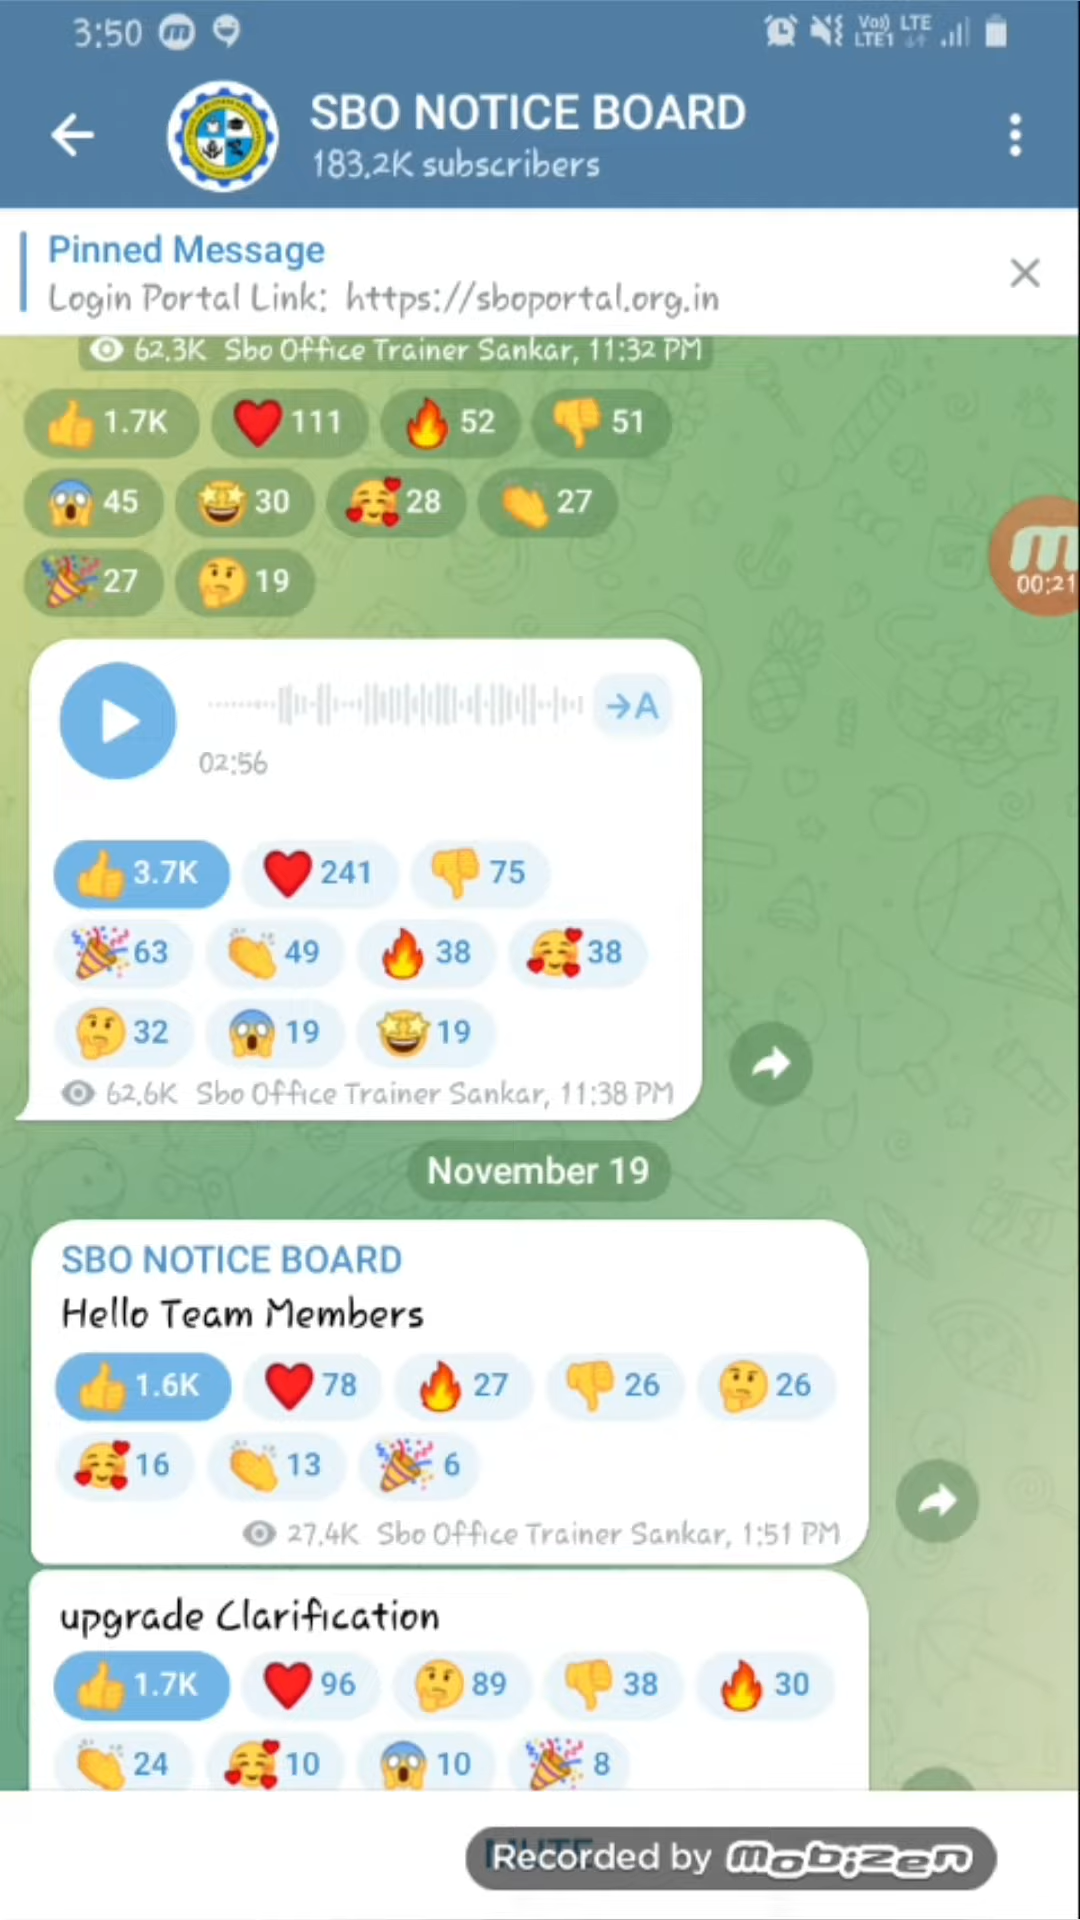 3:50
Vo)) LTE
LTE1
SBO NOTICE BOARD
183.2K subscribers
Pinned Message
Login Portal Link: https://sboportal.org.in
62.3K Sbo Office Trainer Sankar, 11:32 PM
1.7K 111 52 51
45 30 28 27
27 19
00:21
→A
02:56
3.7K 241 75
63 49 38 38
32 19 19
62.6K Sbo Office Trainer Sankar, 11:38 PM
November 19
SBO NOTICE BOARD
Hello Team Members
1.6K 78 27 26 26
16 13 6
27.4K Sbo Office Trainer Sankar, 1:51 PM
upgrade Clarification
1.7K 96 89 38 30
24 10 10 8
MUTE
Recorded by mobizen